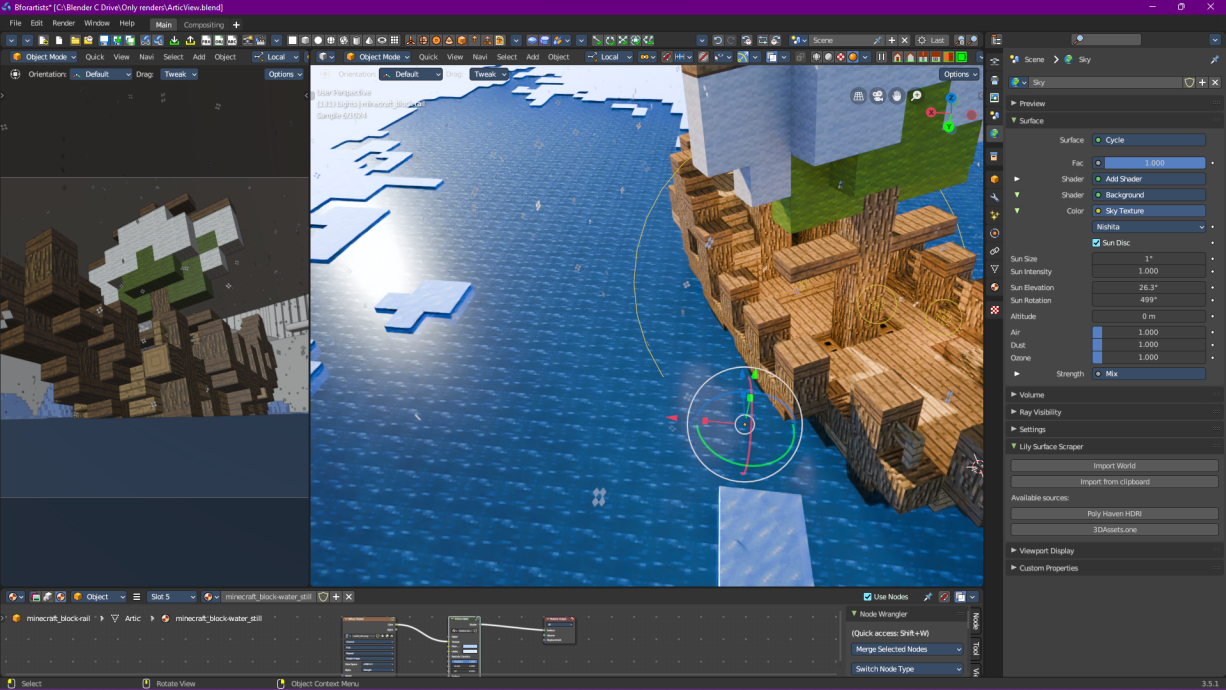 Bforartists* [C:\Blender C Drive\Only renders\ArticView.blend]
File Edit Render Window Help Main Compositing +
Scene Last
Object Mode Quick View Navi Select Add Object Local
Orientation: Default Drag: Tweak Options
Object Mode Quick View Navi Select Add Object Local
Orientation: Default Drag: Tweak Options
User Perspective
(121) Lights | minecraft_block-rail
Sample 6/1024
X
Y
Z
Scene Sky
Sky
Preview
Surface
Surface Cycle
Fac 1.000
Shader Add Shader
Shader Background
Color Sky Texture
Nishita
Sun Disc
Sun Size 1°
Sun Intensity 1.000
Sun Elevation 26.3°
Sun Rotation 499°
Altitude 0 m
Air 1.000
Dust 1.000
Ozone 1.000
Strength Mix
Volume
Ray Visibility
Settings
Lily Surface Scraper
Import World
Import from clipboard
Available sources:
Poly Haven HDRI
3DAssets.one
Viewport Display
Custom Properties
Object Slot 5 minecraft_block-water_still Use Nodes
minecraft_block-rail Artic minecraft_block-water_still
Node Wrangler
(Quick access: Shift+W)
Merge Selected Nodes
Switch Node Type
Node
Tool
Select Rotate View Object Context Menu 3.5.1